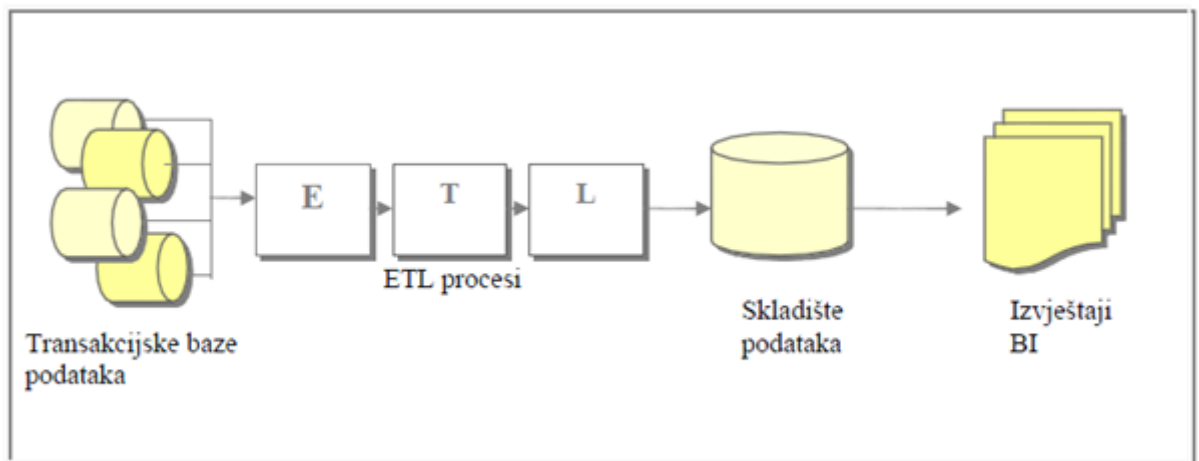 E
T
L
ETL procesi
Transakcijske baze
podataka
Skladište
podataka
Izvještaji
BI